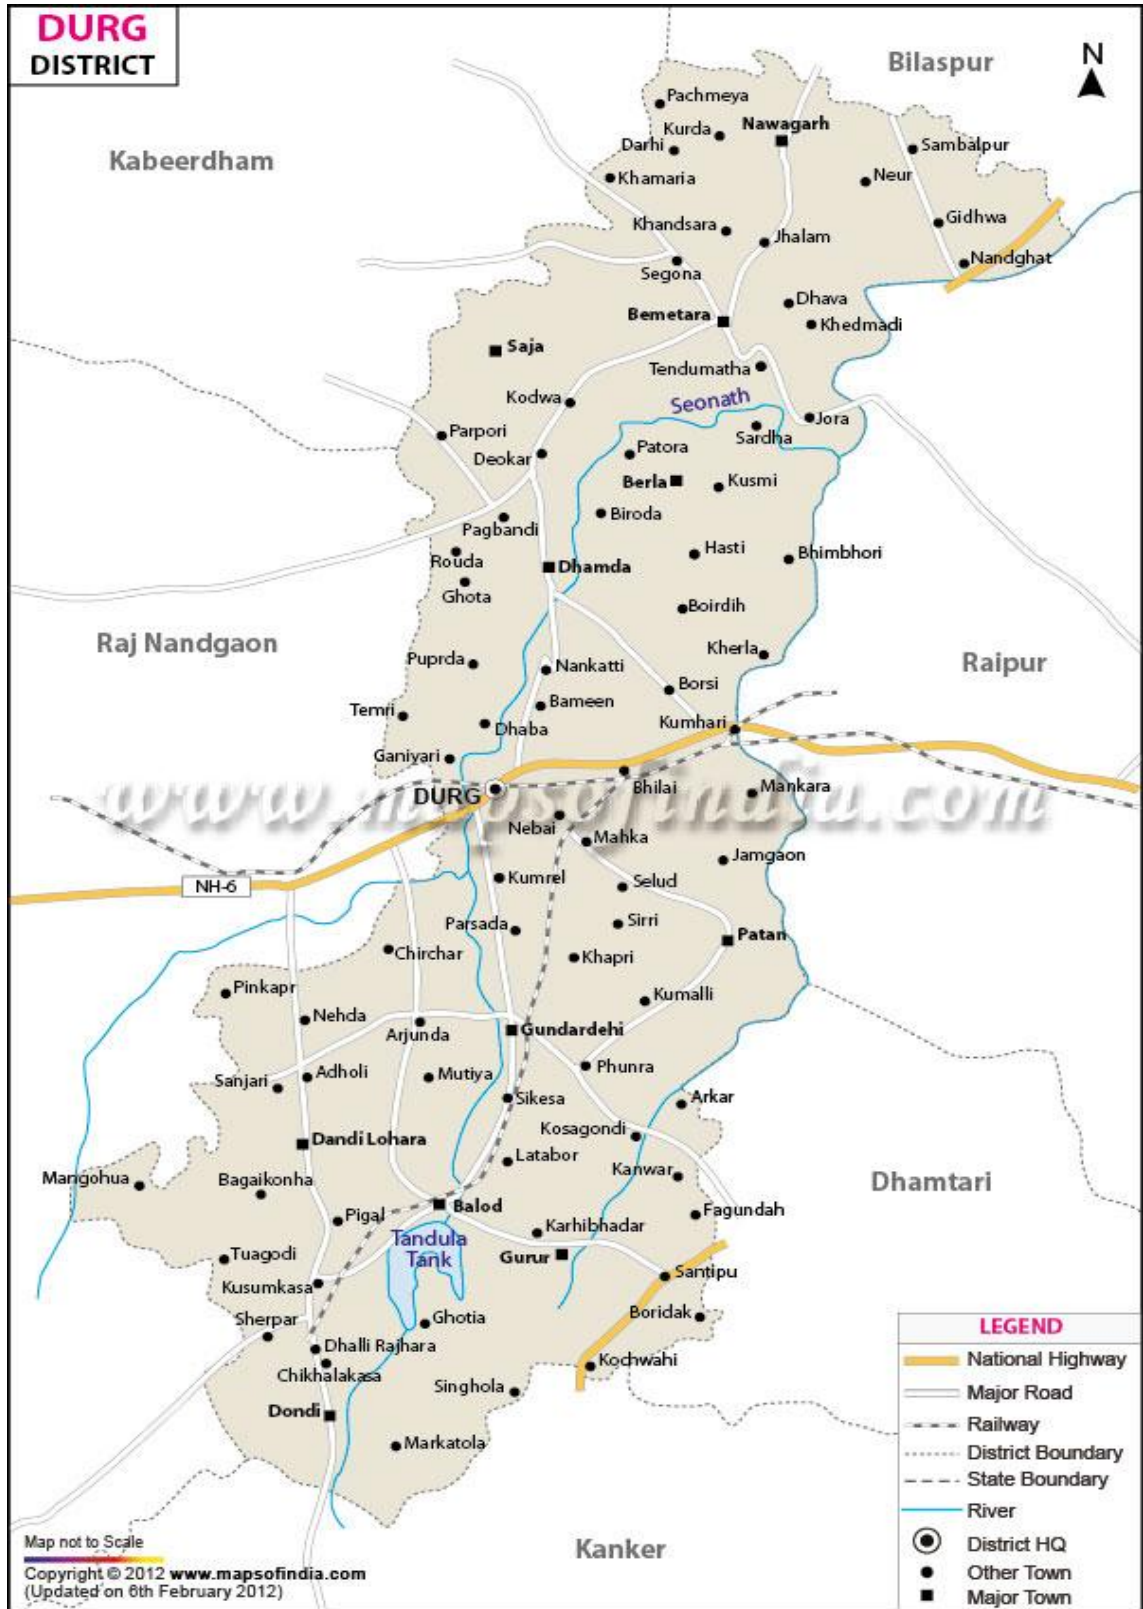 DURG
DISTRICT
N
Bilaspur
Kabeerdham
Pachmeya
Kurda
Nawagarh
Darhi
Sambalpur
Khamaria
Neur
Khandsara
Gidhwa
Jhalam
Segona
Nandghat
Dhava
Bemetara
Khedmadi
Saja
Tendumatha
Kodwa
Seonath
Jora
Parpori
Sardha
Deokar
Patora
Berla
Kusmi
Biroda
Pagbandi
Hasti
Bhimbhori
Rouda
Dhamda
Ghota
Boirdih
Raj Nandgaon
Kherla
Raipur
Puprda
Nankatti
Borsi
Temri
Bameen
Dhaba
Kumhari
Ganiyari
www.mapsofindia.com
DURG
Bhilai
Mankara
Nebai
Mahka
Jamgaon
NH-6
Kumrel
Selud
Parsada
Sirri
Patan
Chirchar
Khapri
Pinkapr
Kumalli
Nehda
Arjunda
Gundardehi
Sanjari
Adholi
Mutiya
Phunra
Sikesa
Arkar
Dandi Lohara
Kosagondi
Latabor
Mangohua
Bagaikonha
Kanwar
Dhamtari
Balod
Fagundah
Pigal
Karhibhadar
Tandula
Tank
Tuagodi
Gurur
Kusumkasa
Santipu
Sherpar
Ghotia
Boridak
Dhalli Rajhara
Chikhalakasa
Kochwahi
Singhola
Dondi
Markatola
Kanker
LEGEND
National Highway
Major Road
Railway
District Boundary
State Boundary
River
District HQ
Other Town
Major Town
Map not to Scale
Copyright © 2012 www.mapsofindia.com
(Updated on 6th February 2012)